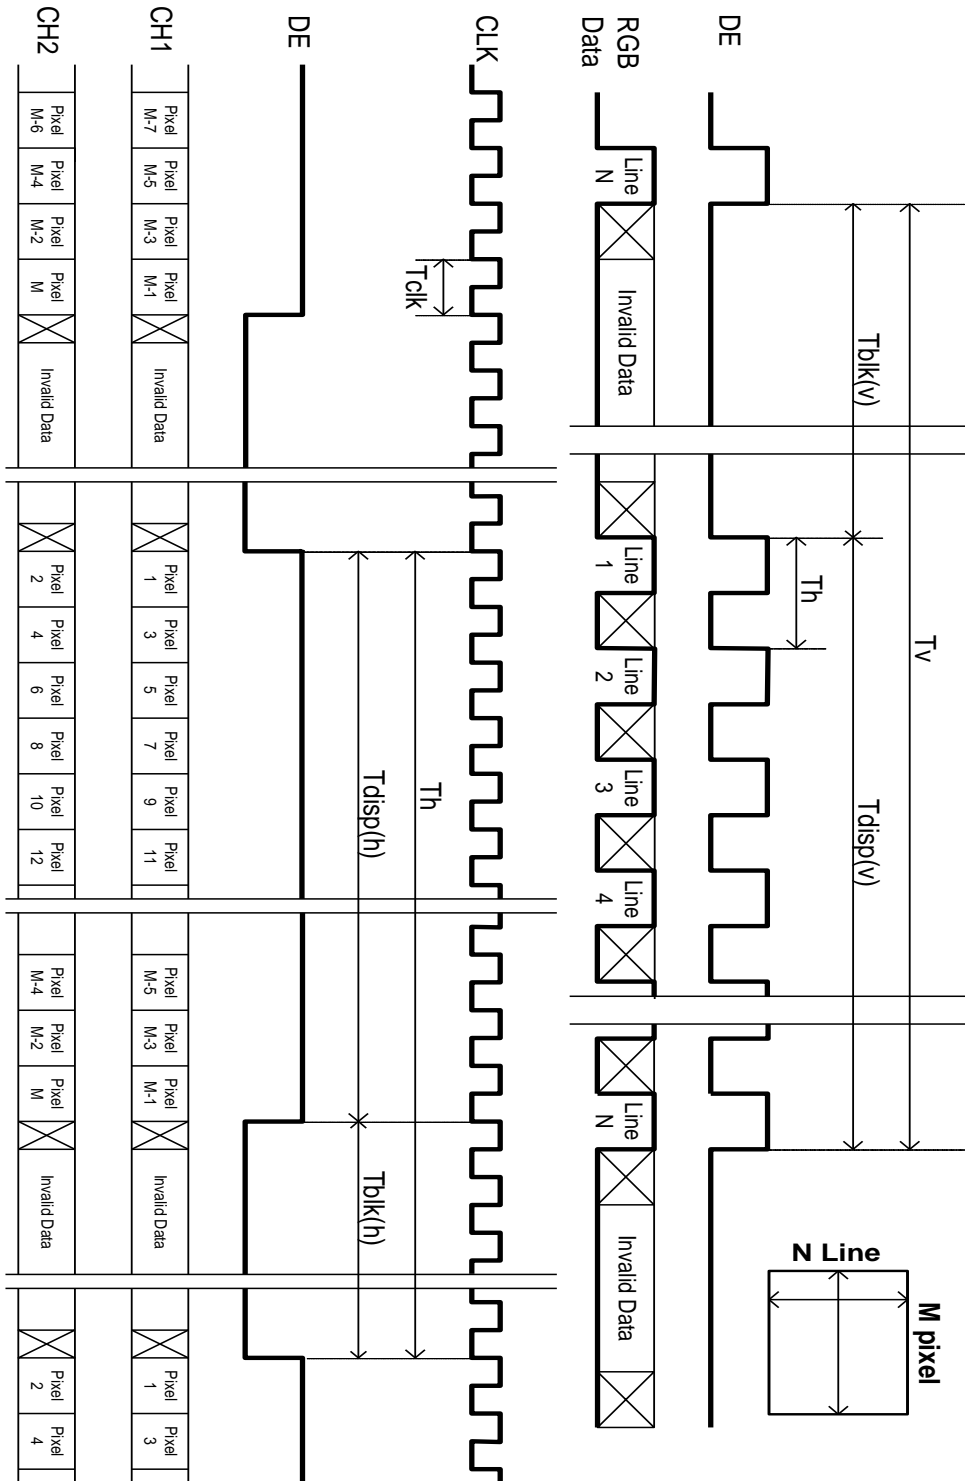 Tv
M pixel
N Line
Tblk(v)
Tdisp(v)
Th
DE
RGB
Data
Line
N
Invalid Data
Line
1
Line
2
Line
3
Line
4
Line
N
Invalid Data
CLK
Tclk
Th
Tdisp(h)
Tblk(h)
DE
CH1
Pixel
M-7
Pixel
M-5
Pixel
M-3
Pixel
M-1
Invalid Data
Pixel
1
Pixel
3
Pixel
5
Pixel
7
Pixel
9
Pixel
11
Pixel
M-5
Pixel
M-3
Pixel
M-1
Invalid Data
Pixel
1
Pixel
3
CH2
Pixel
M-6
Pixel
M-4
Pixel
M-2
Pixel
M
Invalid Data
Pixel
2
Pixel
4
Pixel
6
Pixel
8
Pixel
10
Pixel
12
Pixel
M-4
Pixel
M-2
Pixel
M
Invalid Data
Pixel
2
Pixel
4